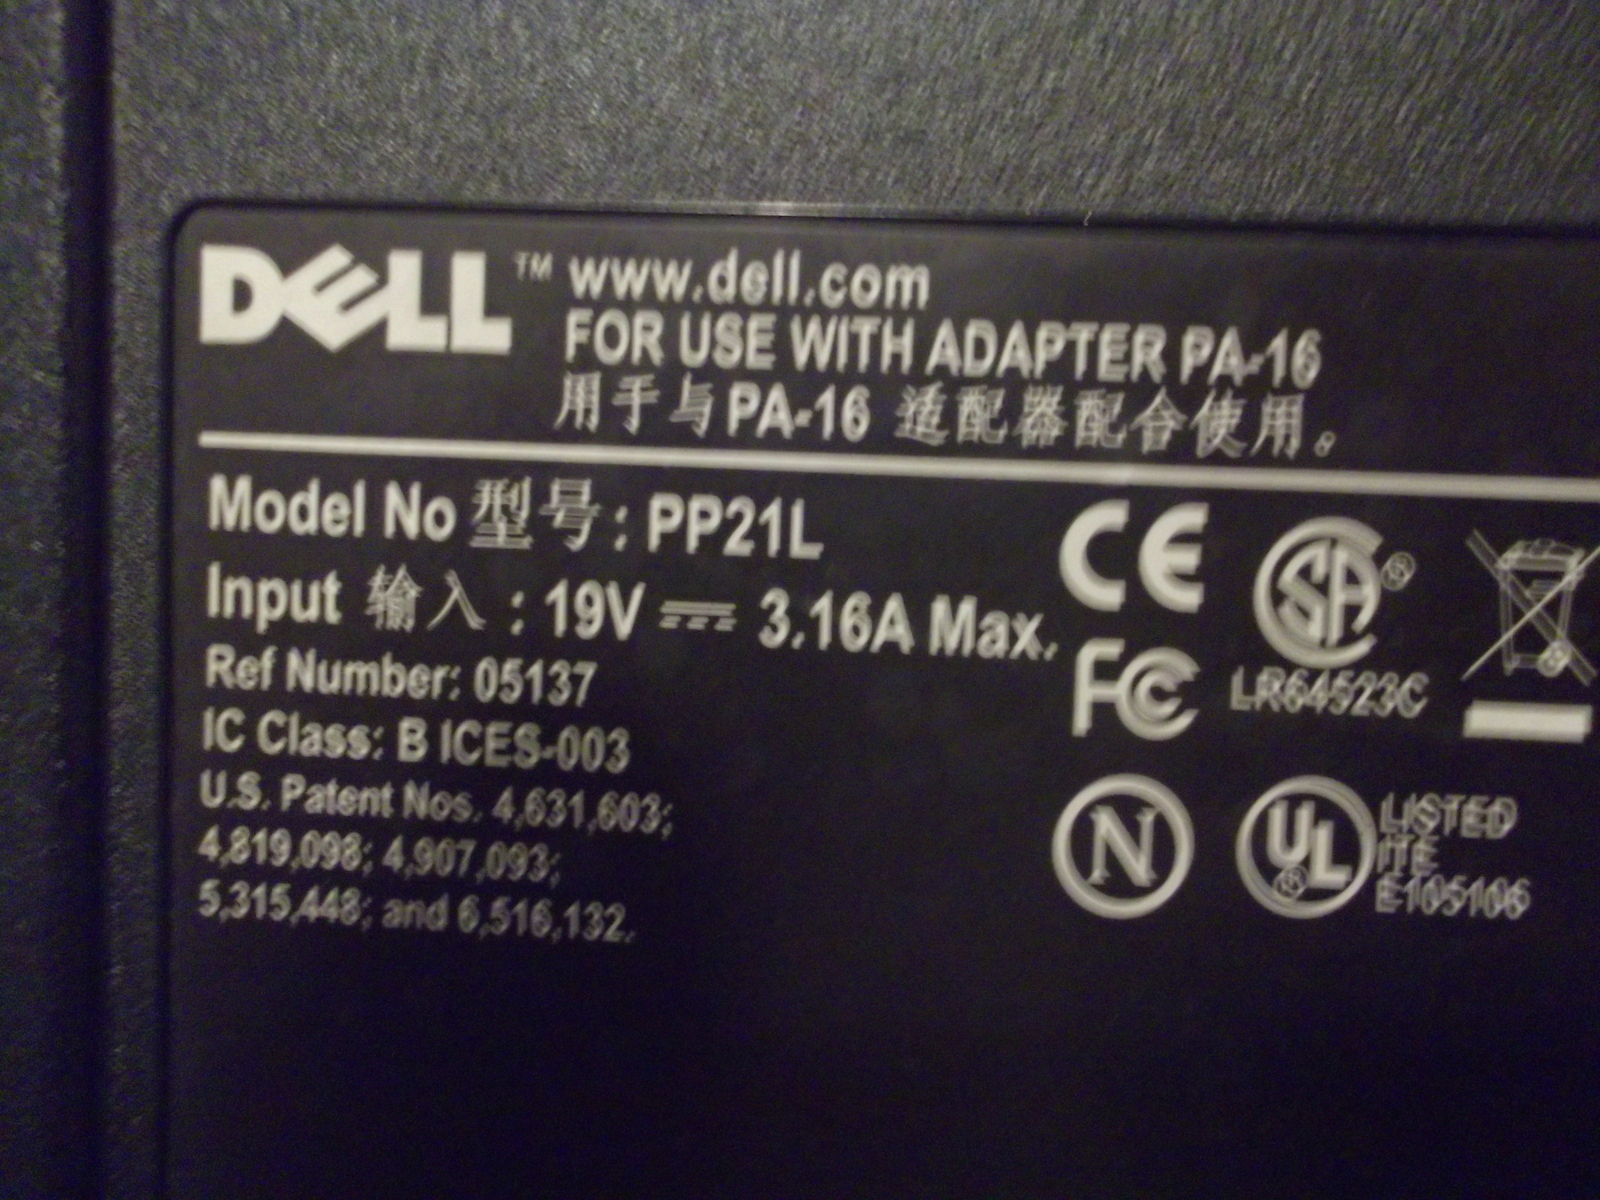 DELL™ www.dell.com
FOR USE WITH ADAPTER PA-16
用手与 PA-16 适配器配合使用。
Model No 型号: PP21L
Input 输入: 19V ⎓ 3.16A Max.
Ref Number: 05137
IC Class: B ICES-003
U.S. Patent Nos. 4,631,603;
4,819,098; 4,907,093;
5,315,448; and 6,516,132.
CE
SA®
FC
LR64523C
N
UL®
LISTED
ITE
E105106